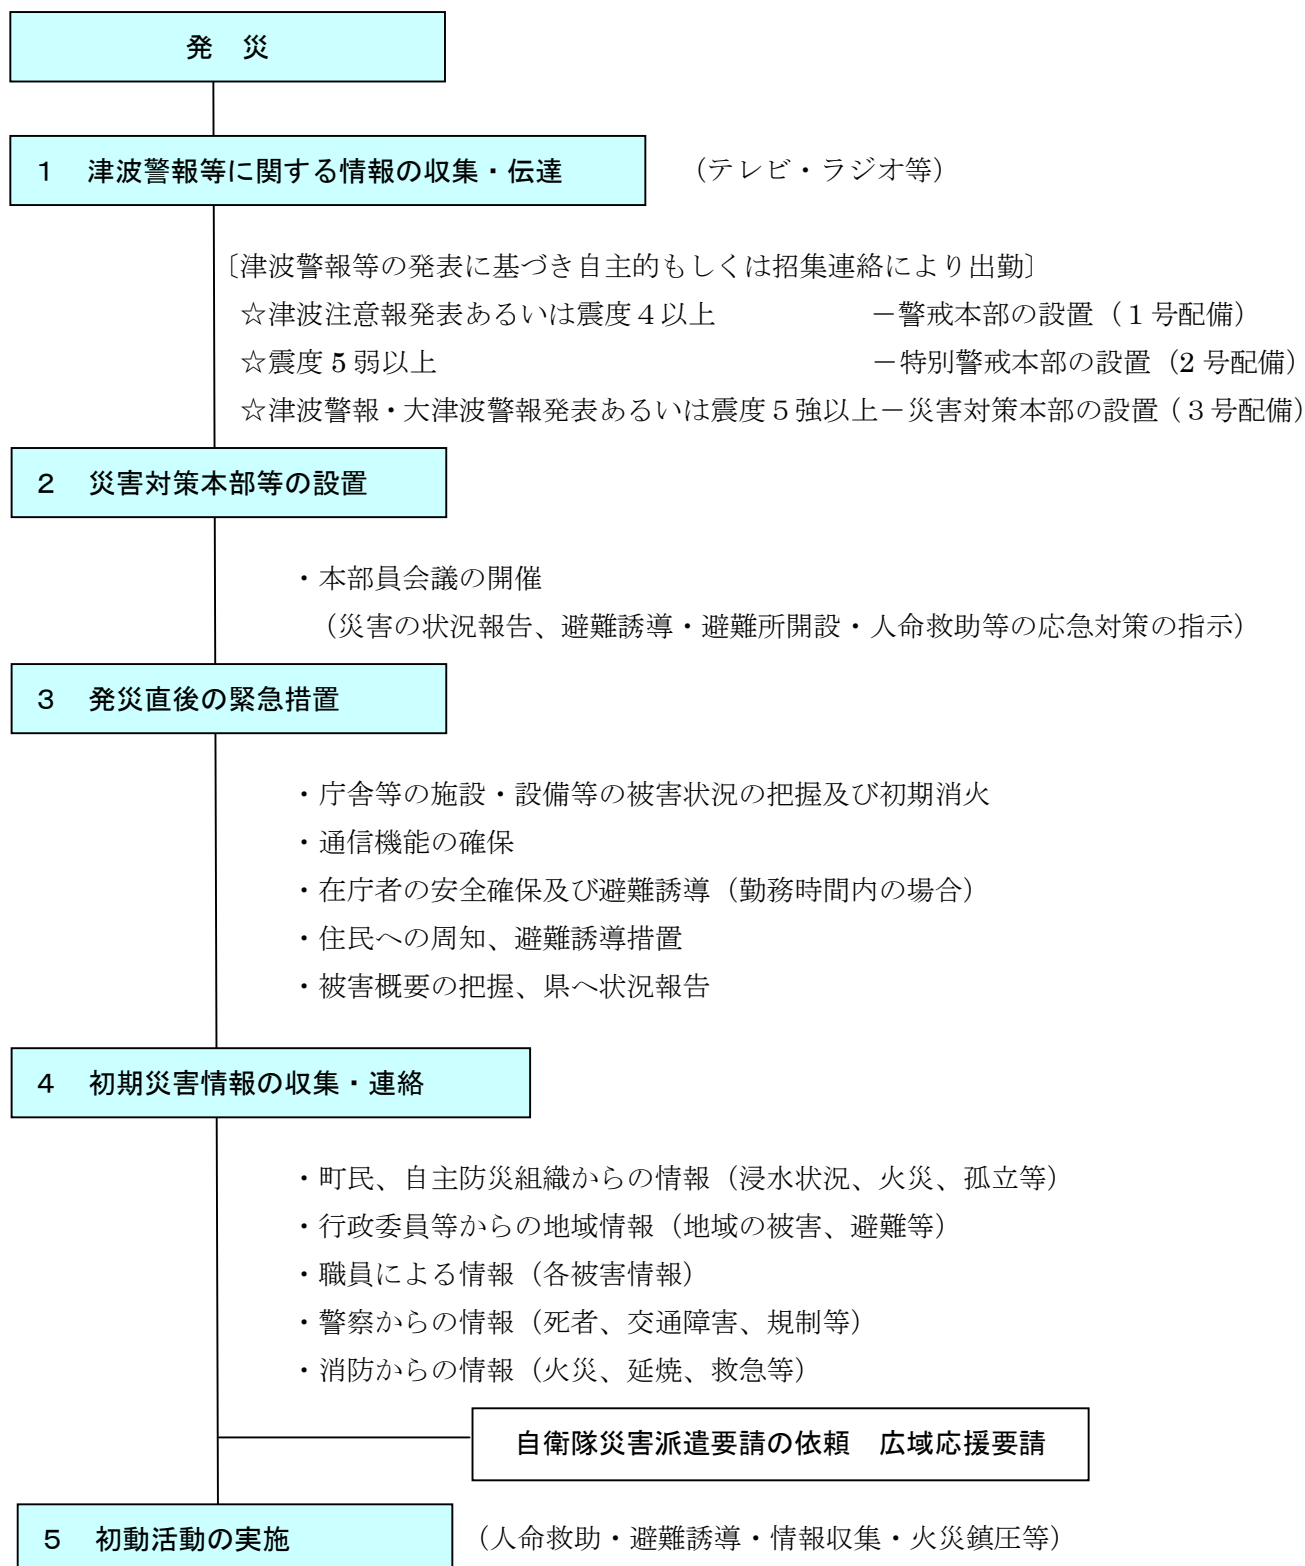 発　災
１　津波警報等に関する情報の収集・伝達　（テレビ・ラジオ等）
〔津波警報等の発表に基づき自主的もしくは招集連絡により出勤〕
☆津波注意報発表あるいは震度４以上　－警戒本部の設置（１号配備）
☆震度５弱以上　－特別警戒本部の設置（2 号配備）
☆津波警報・大津波警報発表あるいは震度５強以上－災害対策本部の設置（３号配備）
２　災害対策本部等の設置
・本部員会議の開催
（災害の状況報告、避難誘導・避難所開設・人命救助等の応急対策の指示）
３　発災直後の緊急措置
・庁舎等の施設・設備等の被害状況の把握及び初期消火
・通信機能の確保
・在庁者の安全確保及び避難誘導（勤務時間内の場合）
・住民への周知、避難誘導措置
・被害概要の把握、県へ状況報告
４　初期災害情報の収集・連絡
・町民、自主防災組織からの情報（浸水状況、火災、孤立等）
・行政委員等からの地域情報（地域の被害、避難等）
・職員による情報（各被害情報）
・警察からの情報（死者、交通障害、規制等）
・消防からの情報（火災、延焼、救急等）
自衛隊災害派遣要請の依頼　広域応援要請
５　初動活動の実施　（人命救助・避難誘導・情報収集・火災鎮圧等）